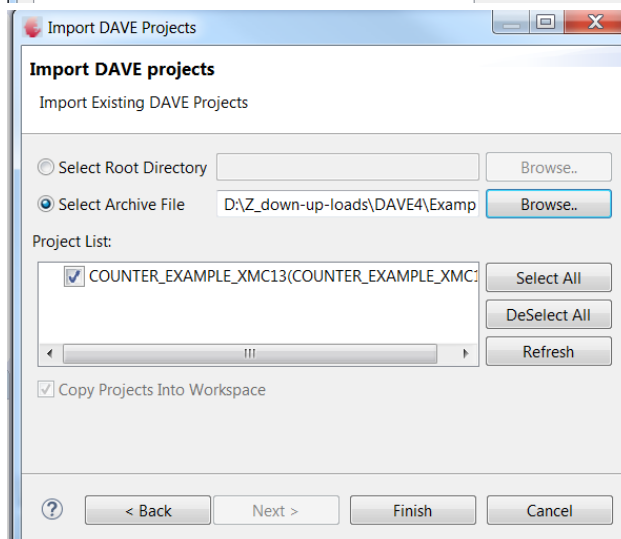 Import DAVE Projects
Import DAVE projects
Import Existing DAVE Projects
Select Root Directory Browse..
Select Archive File D:\Z_down-up-loads\DAVE4\Examp Browse..
Project List:
COUNTER_EXAMPLE_XMC13(COUNTER_EXAMPLE_XMC1 Select All
DeSelect All
Refresh
Copy Projects Into Workspace
? < Back Next > Finish Cancel